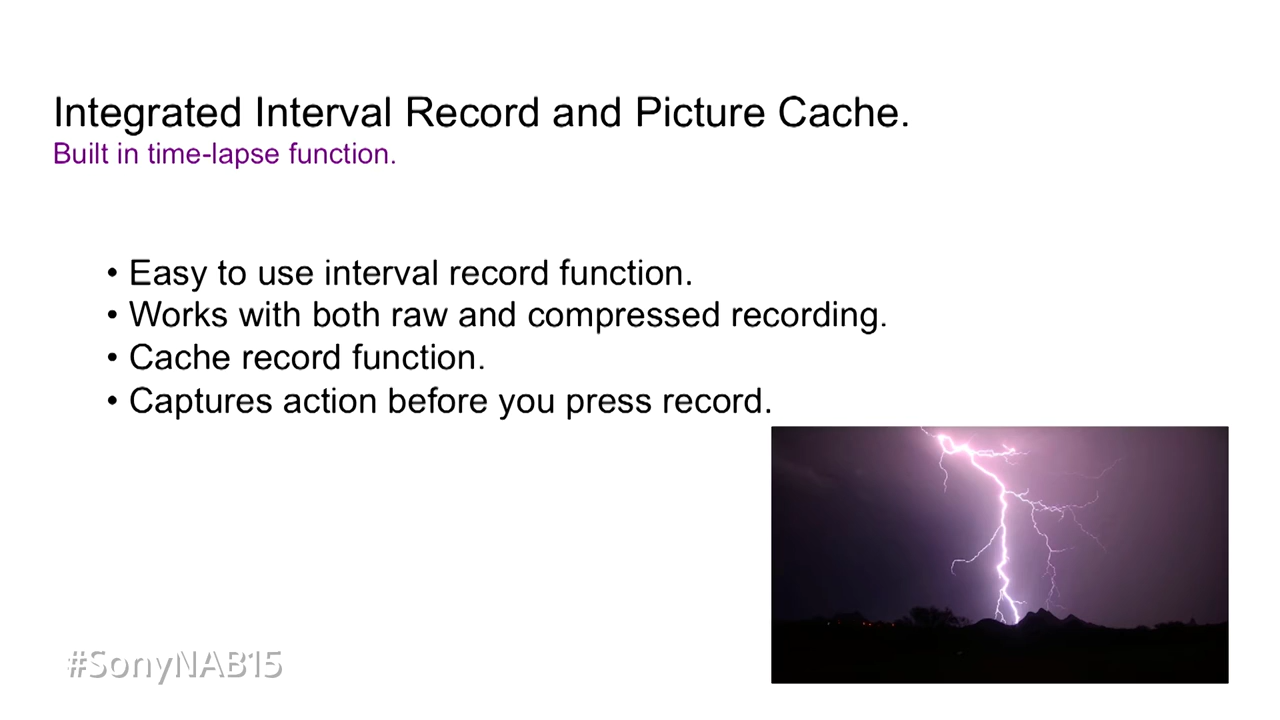 Integrated Interval Record and Picture Cache.
Built in time-lapse function.
• Easy to use interval record function.
• Works with both raw and compressed recording.
• Cache record function.
• Captures action before you press record.
#SonyNAB15